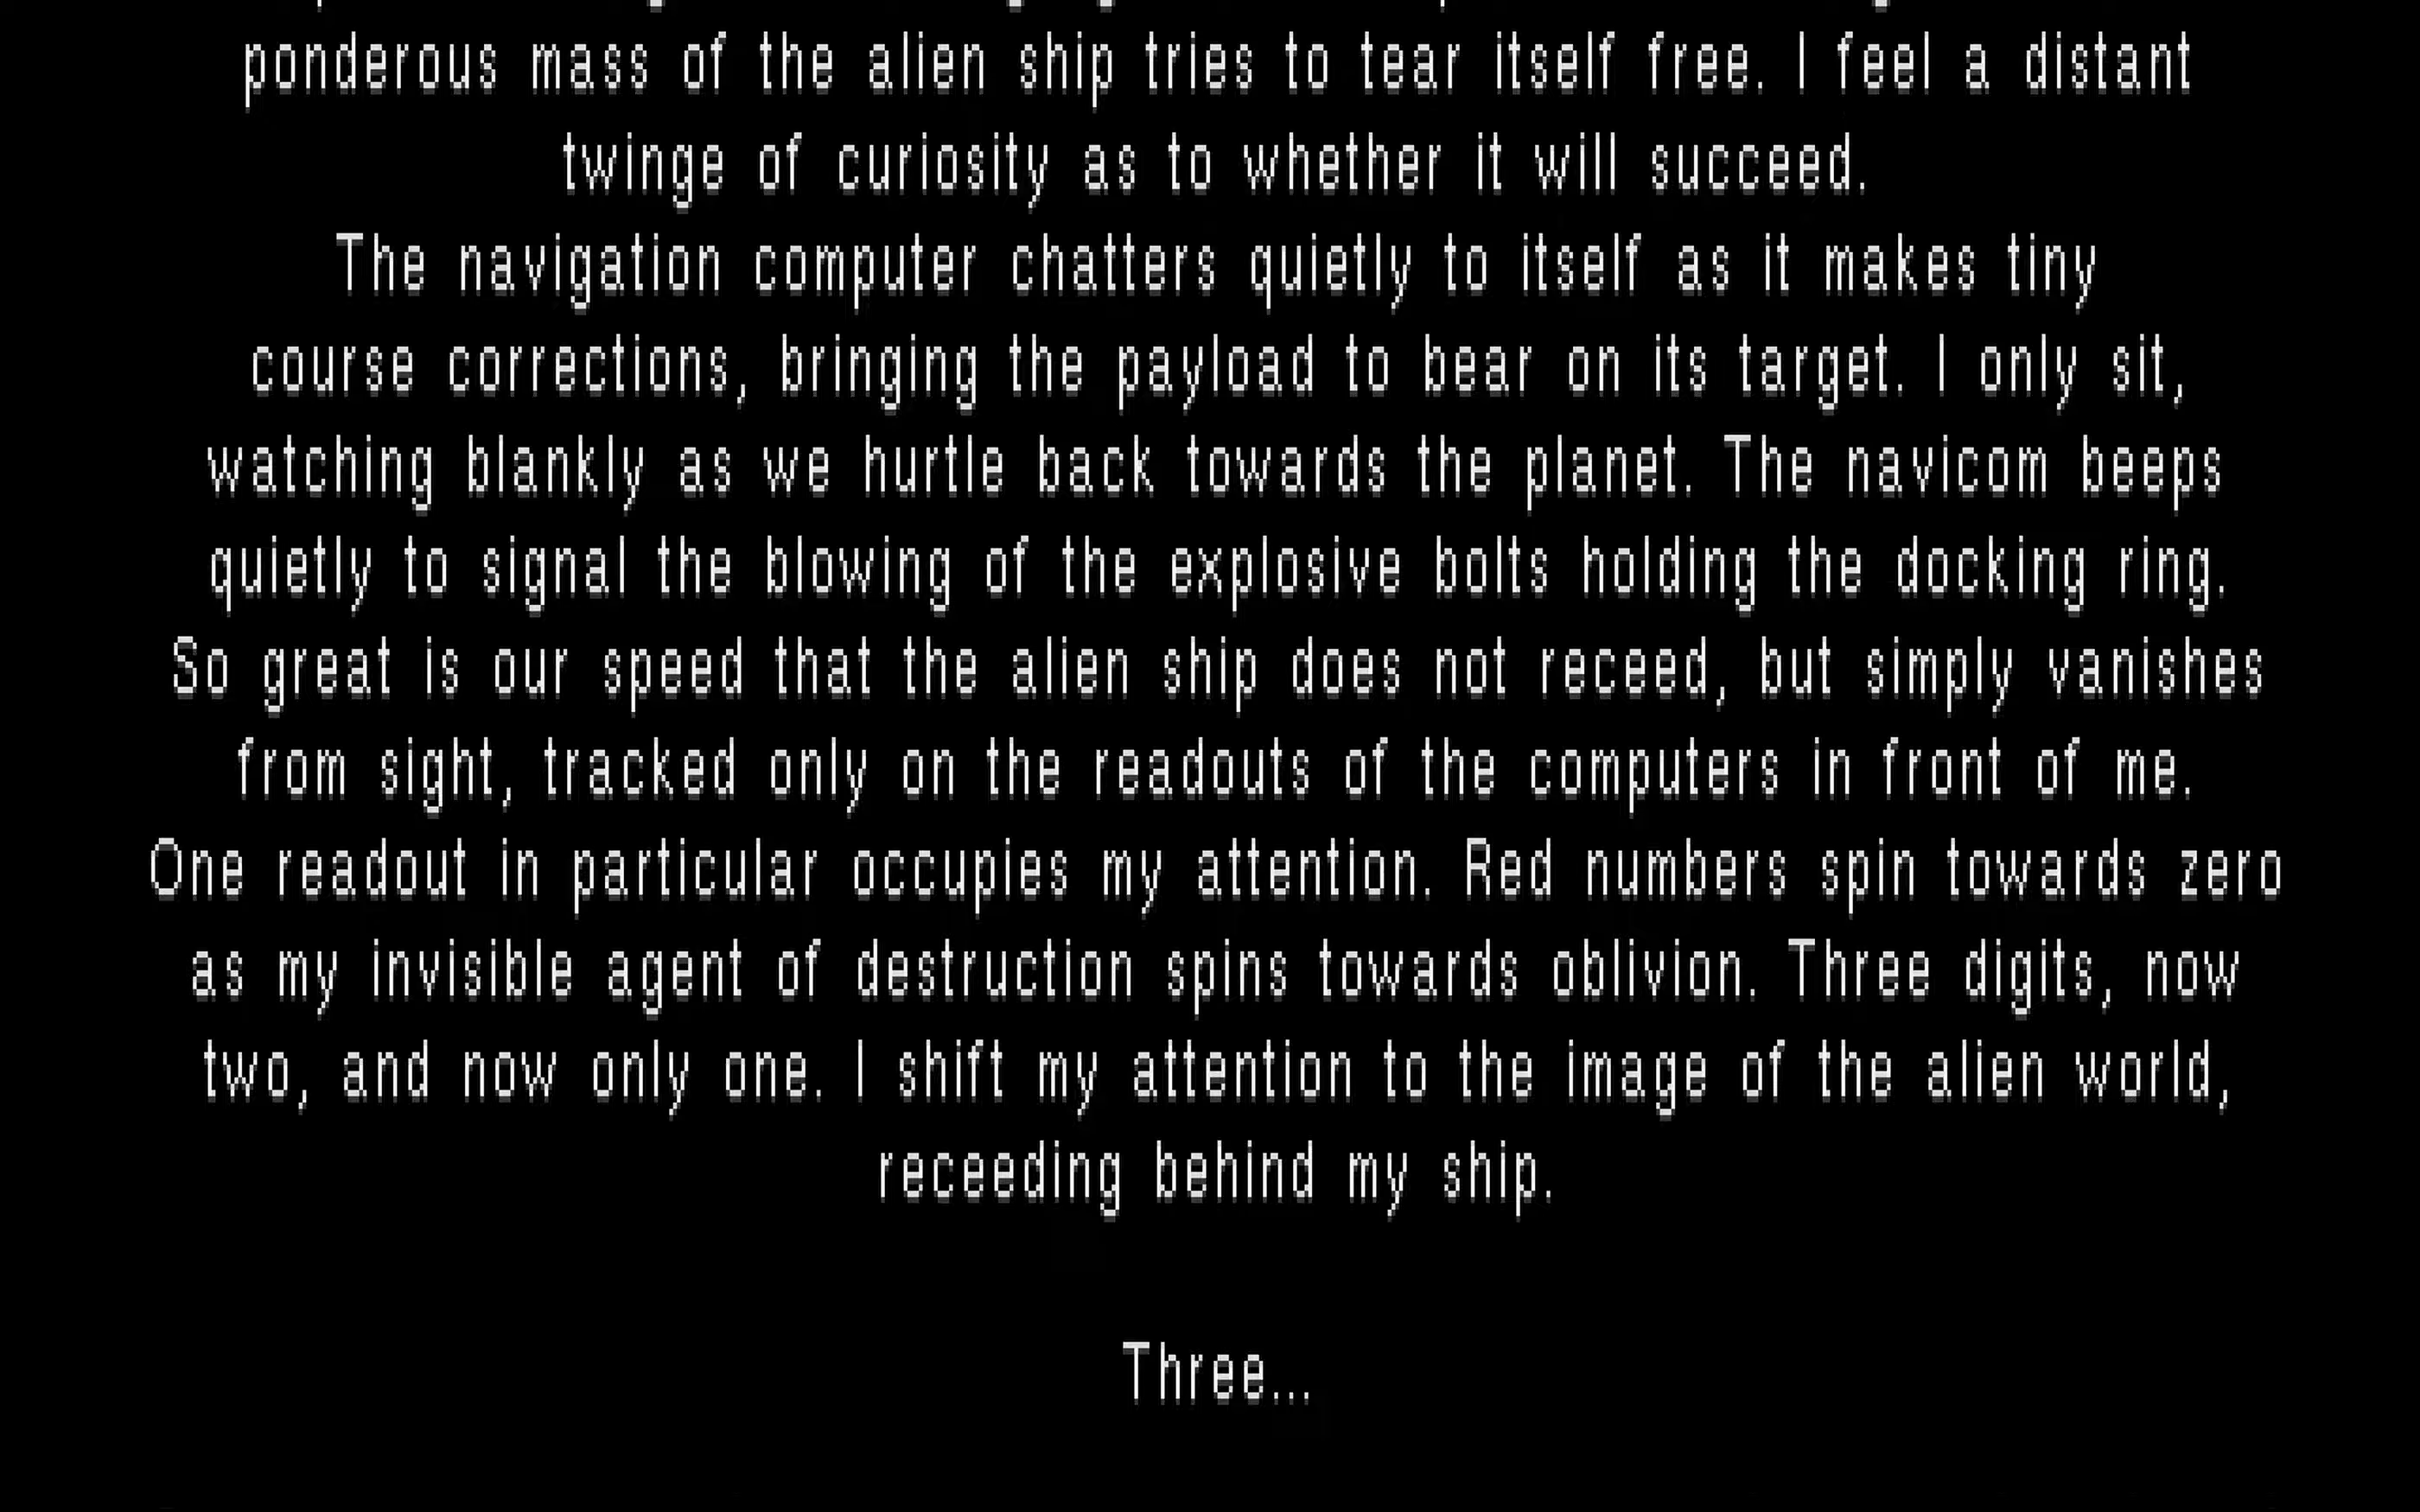 ponderous mass of the alien ship tries to tear itself free. I feel a distant
twinge of curiosity as to whether it will succeed.
The navigation computer chatters quietly to itself as it makes tiny
course corrections, bringing the payload to bear on its target. I only sit,
watching blankly as we hurtle back towards the planet. The navicom beeps
quietly to signal the blowing of the explosive bolts holding the docking ring.
So great is our speed that the alien ship does not receed, but simply vanishes
from sight, tracked only on the readouts of the computers in front of me.
One readout in particular occupies my attention. Red numbers spin towards zero
as my invisible agent of destruction spins towards oblivion. Three digits, now
two, and now only one. I shift my attention to the image of the alien world,
receeding behind my ship.
Three...